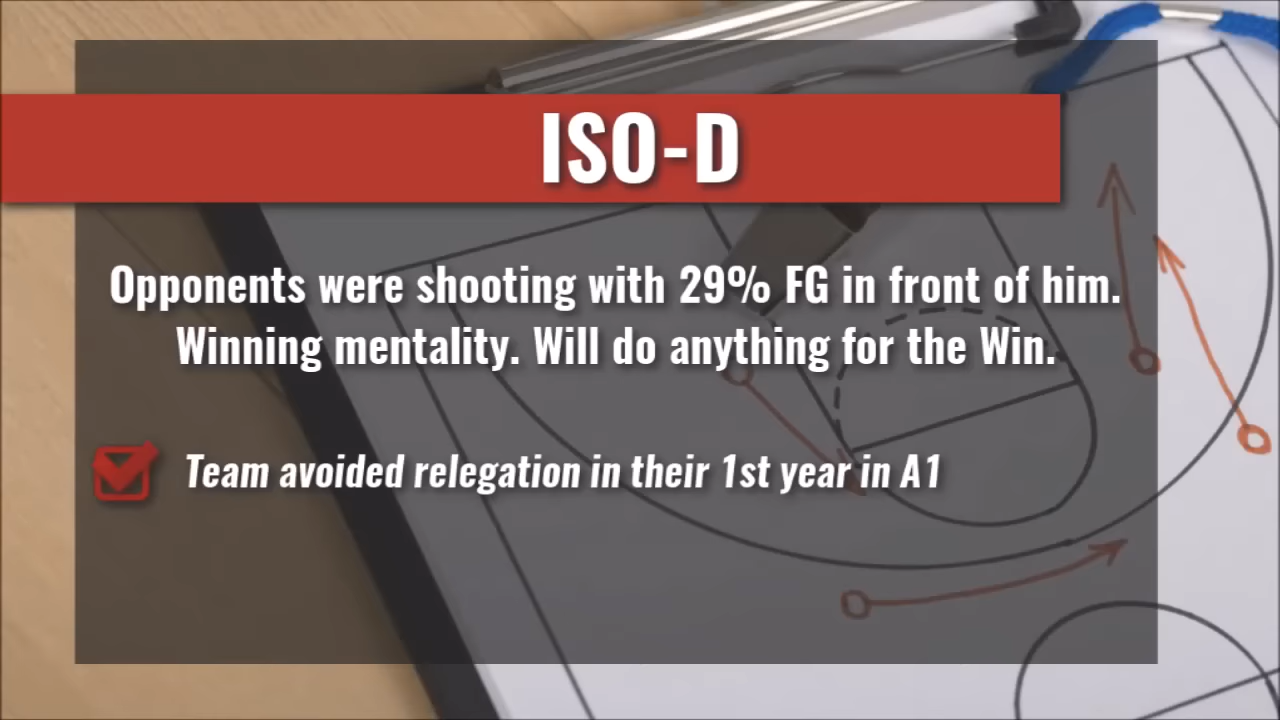 ISO-D
Opponents were shooting with 29% FG in front of him.
Winning mentality. Will do anything for the Win.
Team avoided relegation in their 1st year in A1